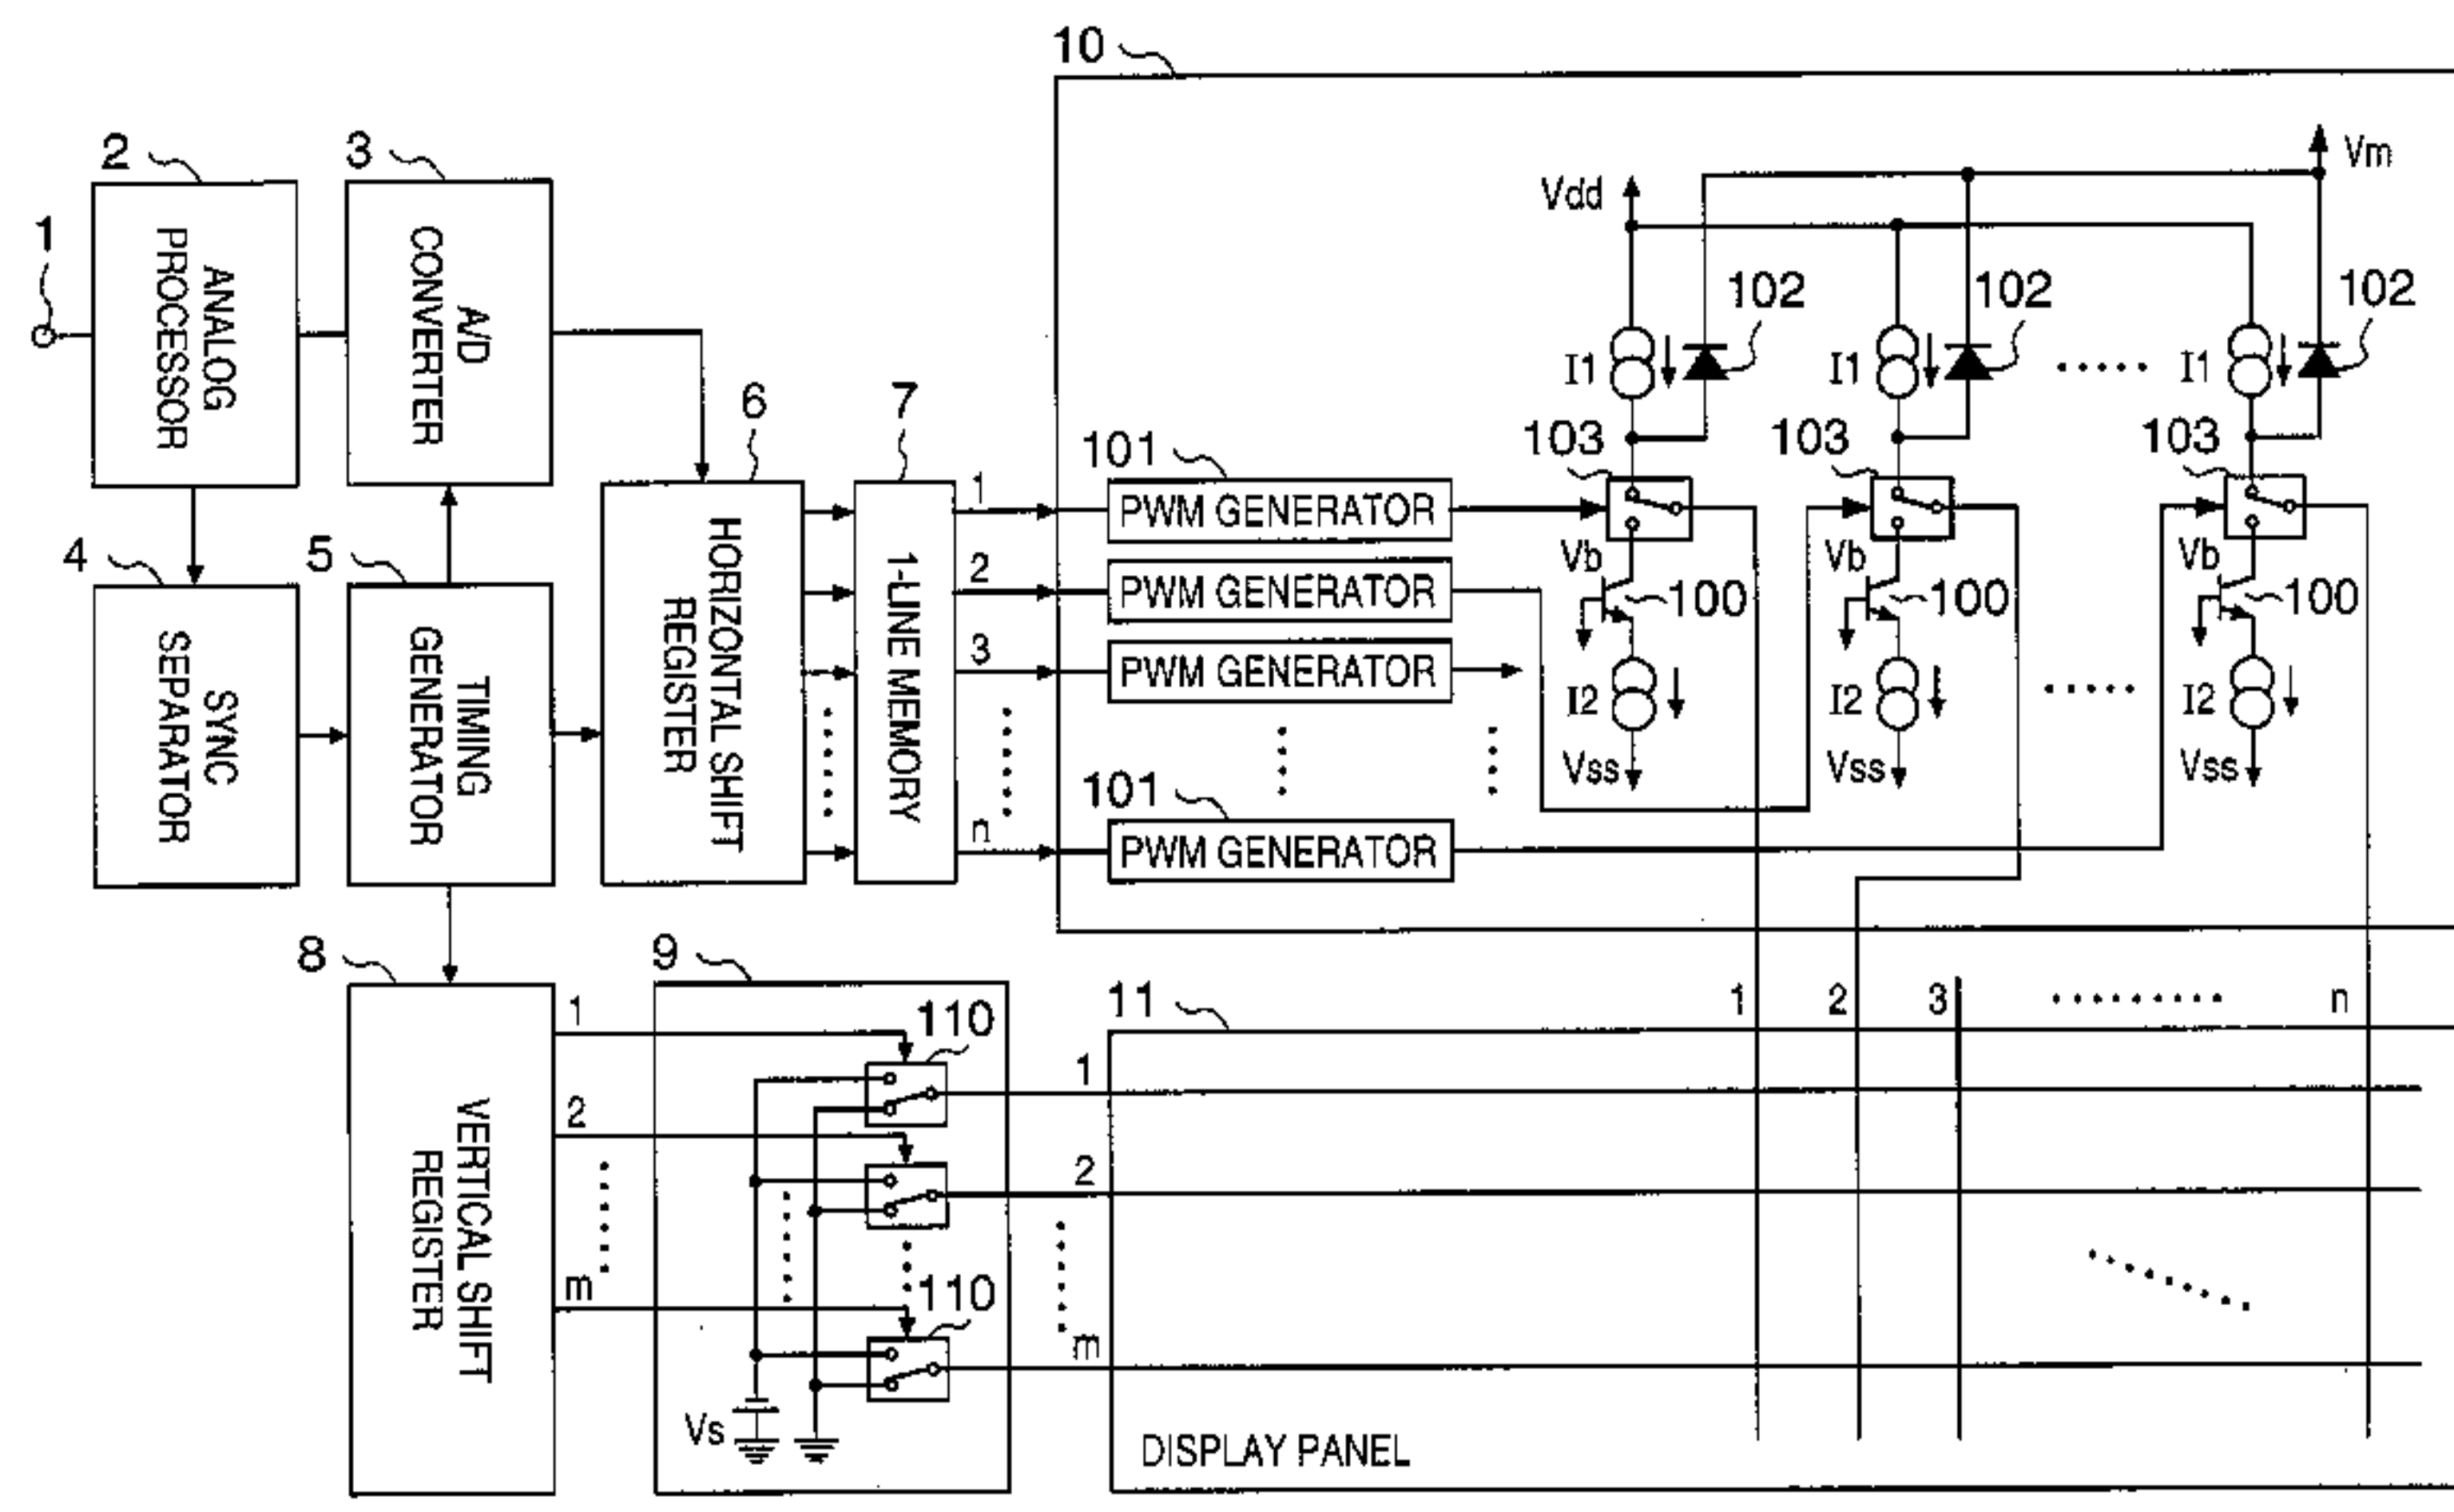 10
2
3
1
ANALOG
PROCESSOR
A/D
CONVERTER
Vm
Vdd
102
102
102
I1
I1
I1
6
7
103
103
103
101
1
PWM GENERATOR
4
5
2
PWM GENERATOR
Vb
Vb
Vb
100
100
100
SYNC
SEPARATOR
TIMING
GENERATOR
HORIZONTAL SHIFT
REGISTER
1-LINE MEMORY
3
PWM GENERATOR
I2
I2
I2
Vss
Vss
Vss
101
n
PWM GENERATOR
8
9
11
1
2
3
n
1
110
1
2
2
VERTICAL SHIFT
REGISTER
m
110
m
Vs
DISPLAY PANEL